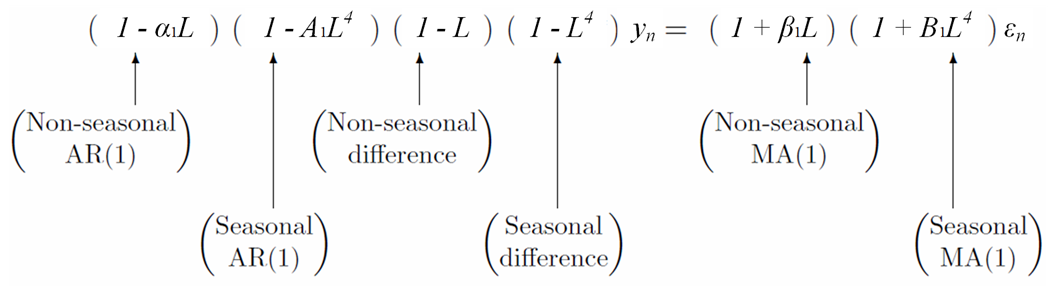 ( 1 - α₁L ) ( 1 - A₁L⁴ ) ( 1 - L ) ( 1 - L⁴ ) yₙ = ( 1 + β₁L ) ( 1 + B₁L⁴ ) εₙ
(Non-seasonal AR(1))
(Non-seasonal difference)
(Non-seasonal MA(1))
(Seasonal AR(1))
(Seasonal difference)
(Seasonal MA(1))